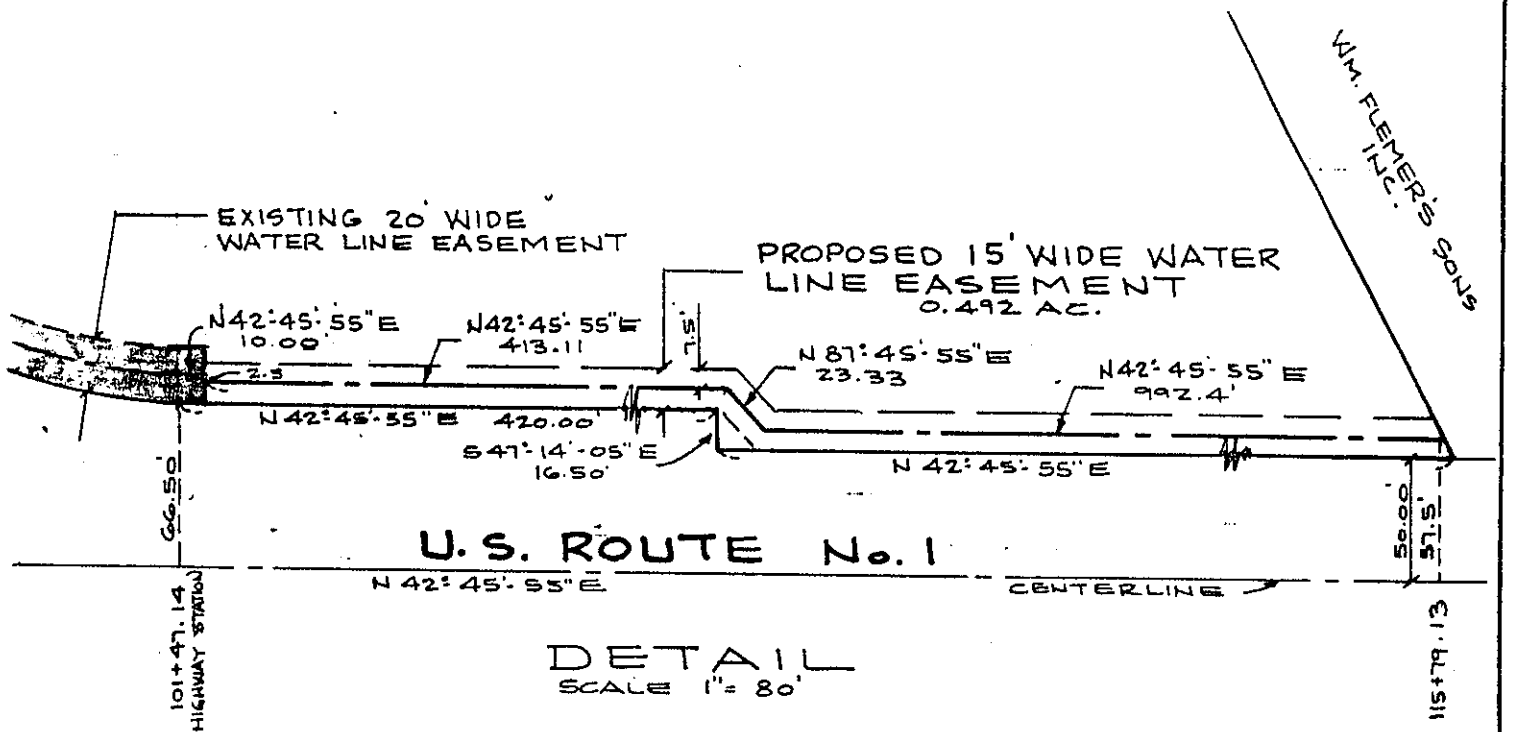 WM. FLEMER'S SONS
INC.
EXISTING 20' WIDE
WATER LINE EASEMENT
PROPOSED 15' WIDE WATER
LINE EASEMENT
0.492 AC.
N42°-45'-55"E
10.00'
2.5
N42°-45'-55"E
413.11
7.5'
N87°-45'-55"E
23.33
N42°-45'-55"E
992.4'
N42°-45'-55"E 420.00'
S47°-14'-05"E
16.50'
N 42°-45'-55"E
66.50'
50.00'
57.5'
U.S. ROUTE No. 1
N 42°-45'-55"E
CENTERLINE
101+47.14
HIGHWAY STATION
115+79.13
DETAIL
SCALE 1"= 80'